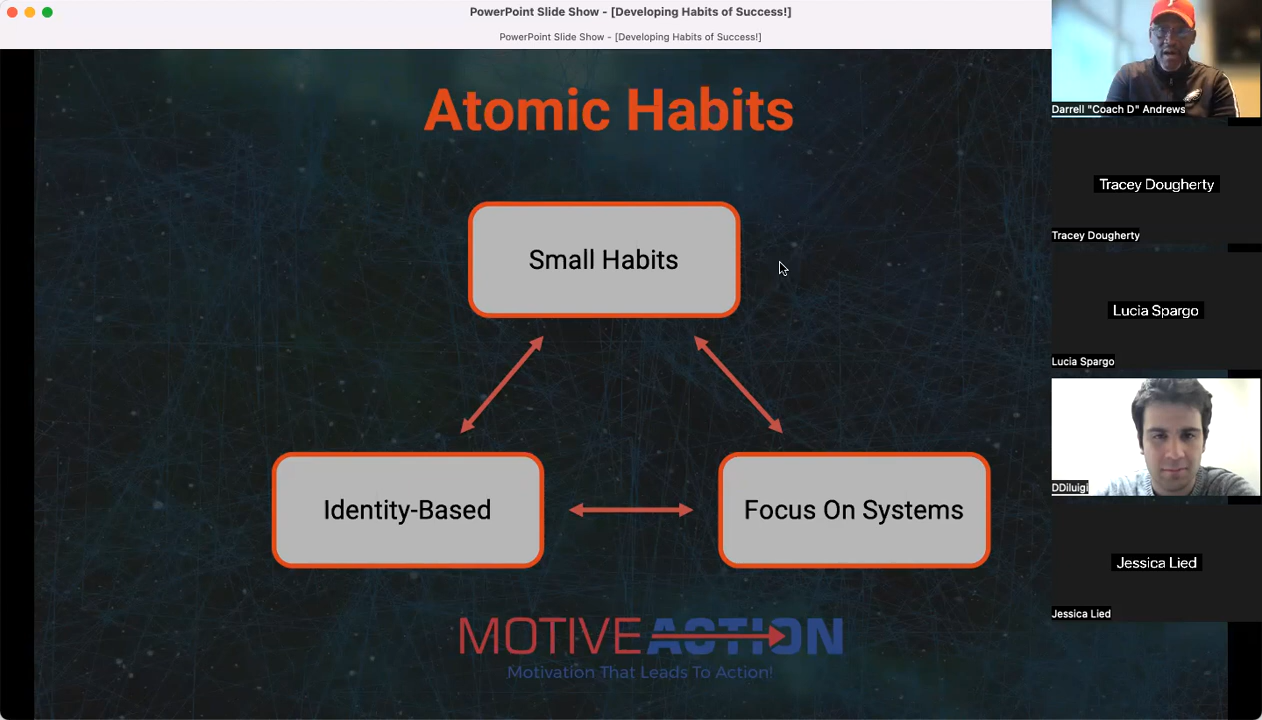 PowerPoint Slide Show - [Developing Habits of Success!]
PowerPoint Slide Show - [Developing Habits of Success!]
Atomic Habits
Small Habits
Identity-Based
Focus On Systems
MOTIVEACTION
Motivation That Leads To Action!
Darrell "Coach D" Andrews
Tracey Dougherty
Tracey Dougherty
Lucia Spargo
Lucia Spargo
DDiluigi
Jessica Lied
Jessica Lied